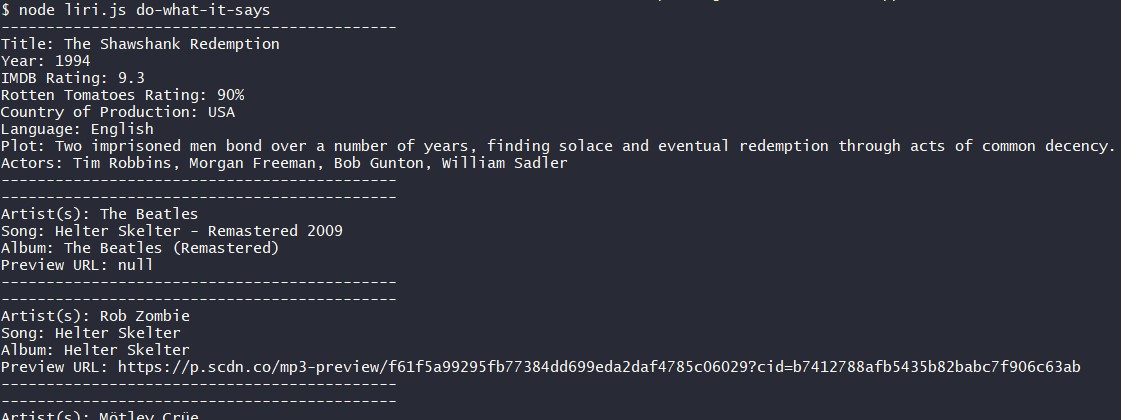 $ node liri.js do-what-it-says
--------------------------------------------
Title: The Shawshank Redemption
Year: 1994
IMDB Rating: 9.3
Rotten Tomatoes Rating: 90%
Country of Production: USA
Language: English
Plot: Two imprisoned men bond over a number of years, finding solace and eventual redemption through acts of common decency.
Actors: Tim Robbins, Morgan Freeman, Bob Gunton, William Sadler
--------------------------------------------
--------------------------------------------
Artist(s): The Beatles
Song: Helter Skelter - Remastered 2009
Album: The Beatles (Remastered)
Preview URL: null
--------------------------------------------
--------------------------------------------
Artist(s): Rob Zombie
Song: Helter Skelter
Album: Helter Skelter
Preview URL: https://p.scdn.co/mp3-preview/f61f5a99295fb77384dd699eda2daf4785c06029?cid=b7412788afb5435b82babc7f906c63ab
--------------------------------------------
--------------------------------------------
Artist(s): Mötley Crüe